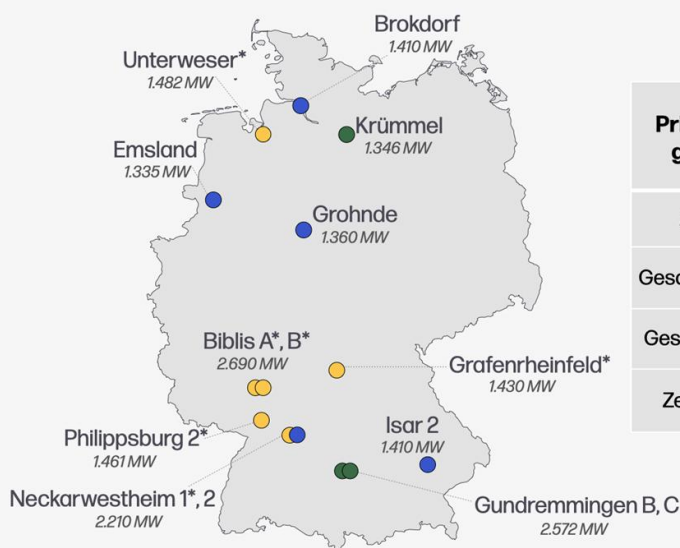 Brokdorf
1.410 MW
Unterweser*
1.482 MW
Krümmel
1.346 MW
Emsland
1.335 MW
Grohnde
1.360 MW
Biblis A*, B*
2.690 MW
Grafenrheinfeld*
1.430 MW
Philippsburg 2*
1.461 MW
Isar 2
1.410 MW
Neckarwestheim 1*, 2
2.210 MW
Gundremmingen B, C
2.572 MW